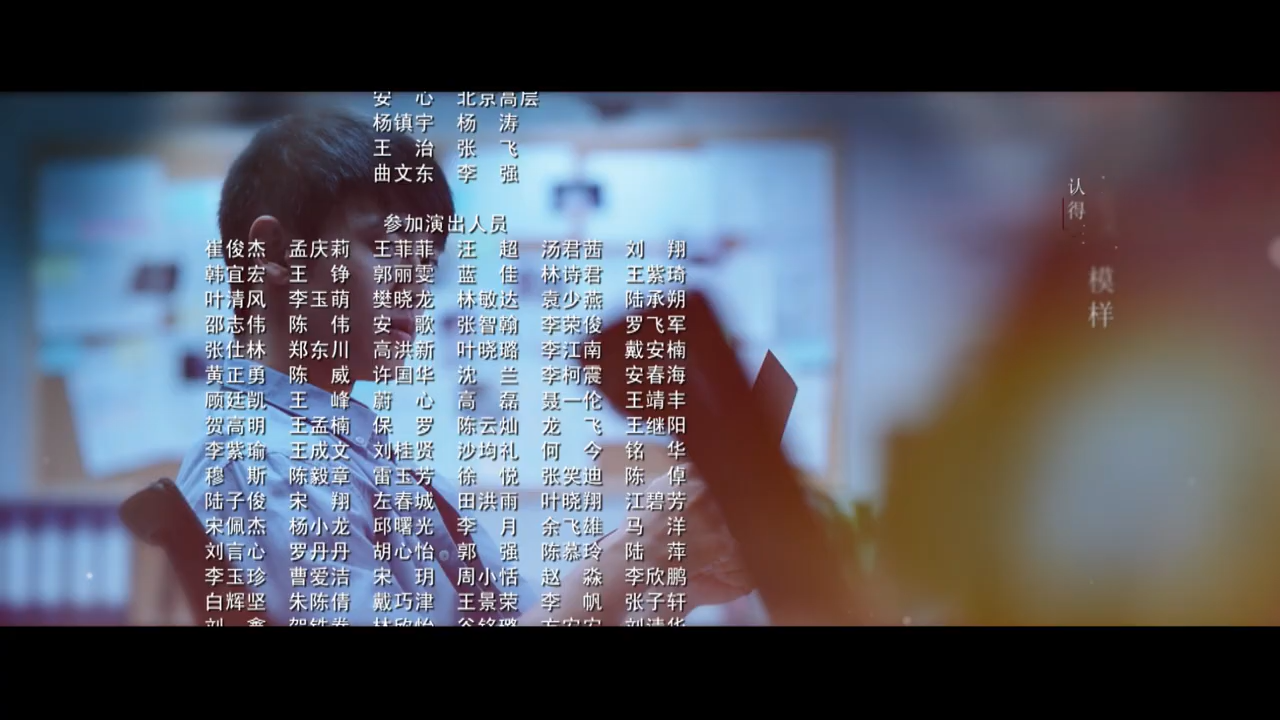 安 心 北京高层
杨镇宇 杨 涛
王 治 张 飞
曲文东 李 强
参加演出人员
崔俊杰 孟庆莉 王菲菲 汪 超 汤君茜 刘 翔
韩宜宏 王 铮 郭丽雯 蓝 佳 林诗君 王紫琦
叶清风 李玉萌 樊晓龙 林敏达 袁少燕 陆承朔
邵志伟 陈 伟 安 歌 张智翰 李荣俊 罗飞军
张仕林 郑东川 高洪新 叶晓璐 李江南 戴安楠
黄正勇 陈 威 许国华 沈 兰 李柯震 安春海
顾廷凯 王 峰 蔚 心 高 磊 聂一伦 王靖丰
贺高明 王孟楠 保 罗 陈云灿 龙 飞 王继阳
李紫瑜 王成文 刘桂贤 沙均礼 何 今 铭 华
穆 斯 陈毅章 雷玉芳 徐 悦 张笑迪 陈 倬
陆子俊 宋 翔 左春城 田洪雨 叶晓翔 江碧芳
宋佩杰 杨小龙 邱曙光 李 月 余飞雄 马 洋
刘言心 罗丹丹 胡心怡 郭 强 陈慕玲 陆 萍
李玉珍 曹爱洁 宋 玥 周小恬 赵 淼 李欣鹏
白辉坚 朱陈倩 戴巧津 王景荣 李 帆 张子轩
认得
模样